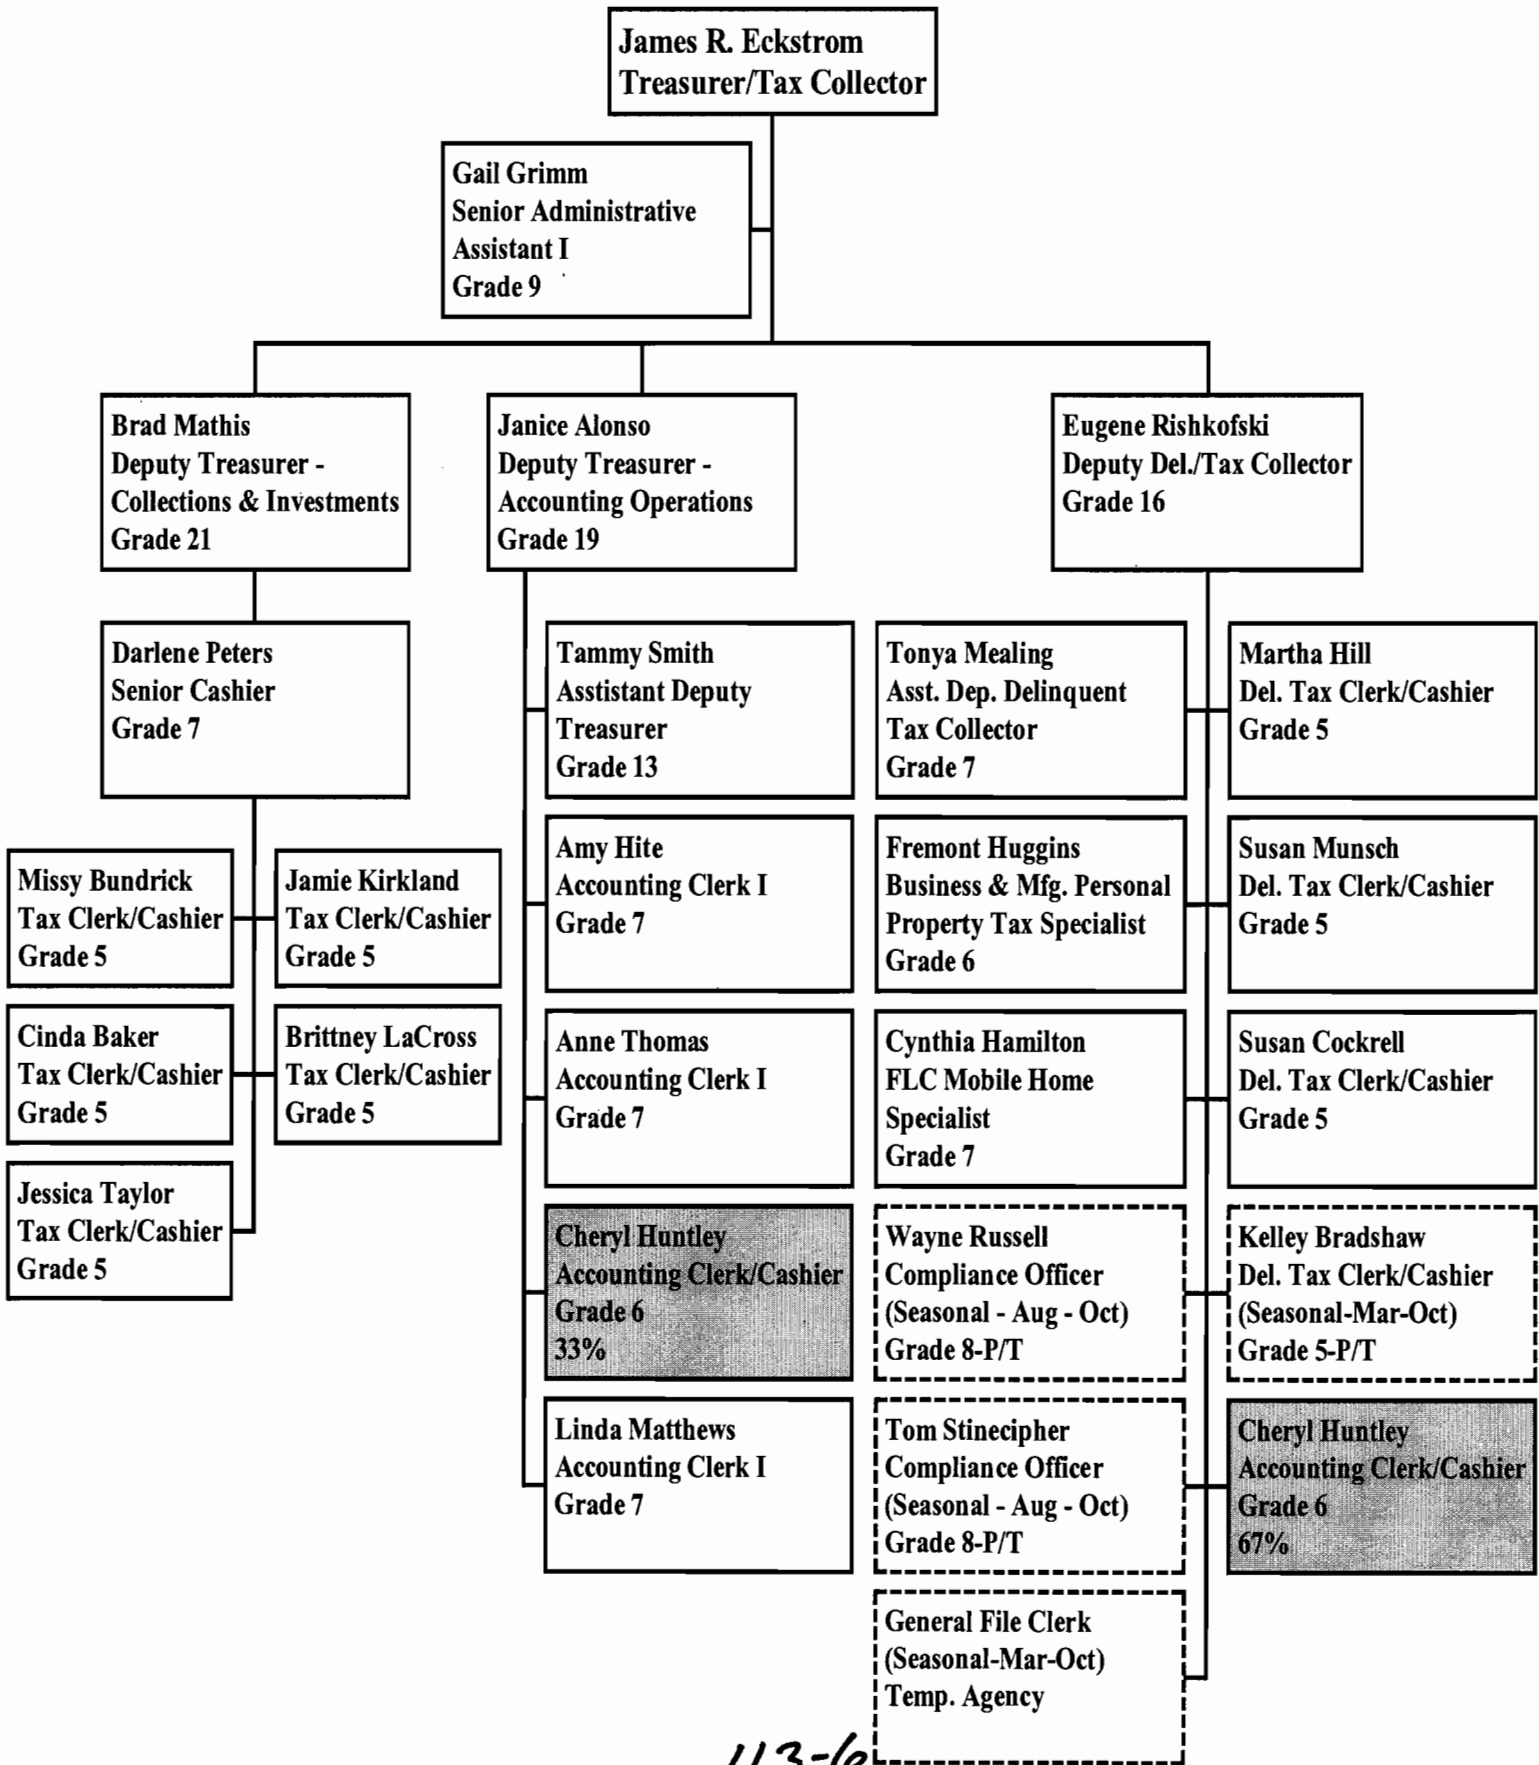 James R. Eckstrom
Treasurer/Tax Collector
Gail Grimm
Senior Administrative
Assistant I
Grade 9
Brad Mathis
Deputy Treasurer -
Collections & Investments
Grade 21
Janice Alonso
Deputy Treasurer -
Accounting Operations
Grade 19
Eugene Rishkofski
Deputy Del./Tax Collector
Grade 16
Darlene Peters
Senior Cashier
Grade 7
Missy Bundrick
Tax Clerk/Cashier
Grade 5
Jamie Kirkland
Tax Clerk/Cashier
Grade 5
Cinda Baker
Tax Clerk/Cashier
Grade 5
Brittney LaCross
Tax Clerk/Cashier
Grade 5
Jessica Taylor
Tax Clerk/Cashier
Grade 5
Tammy Smith
Asstistant Deputy
Treasurer
Grade 13
Amy Hite
Accounting Clerk I
Grade 7
Anne Thomas
Accounting Clerk I
Grade 7
Cheryl Huntley
Accounting Clerk/Cashier
Grade 6
33%
Linda Matthews
Accounting Clerk I
Grade 7
Tonya Mealing
Asst. Dep. Delinquent
Tax Collector
Grade 7
Martha Hill
Del. Tax Clerk/Cashier
Grade 5
Fremont Huggins
Business & Mfg. Personal
Property Tax Specialist
Grade 6
Susan Munsch
Del. Tax Clerk/Cashier
Grade 5
Cynthia Hamilton
FLC Mobile Home
Specialist
Grade 7
Susan Cockrell
Del. Tax Clerk/Cashier
Grade 5
Wayne Russell
Compliance Officer
(Seasonal - Aug - Oct)
Grade 8-P/T
Kelley Bradshaw
Del. Tax Clerk/Cashier
(Seasonal-Mar-Oct)
Grade 5-P/T
Tom Stinecipher
Compliance Officer
(Seasonal - Aug - Oct)
Grade 8-P/T
Cheryl Huntley
Accounting Clerk/Cashier
Grade 6
67%
General File Clerk
(Seasonal-Mar-Oct)
Temp. Agency
113-6